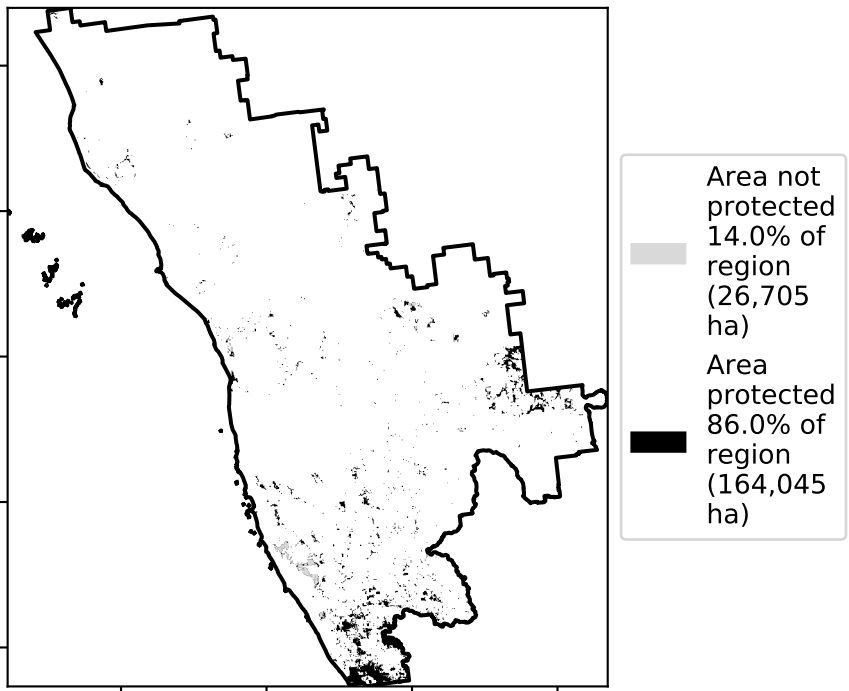 Area not
protected
14.0% of
region
(26,705
ha)
Area
protected
86.0% of
region
(164,045
ha)